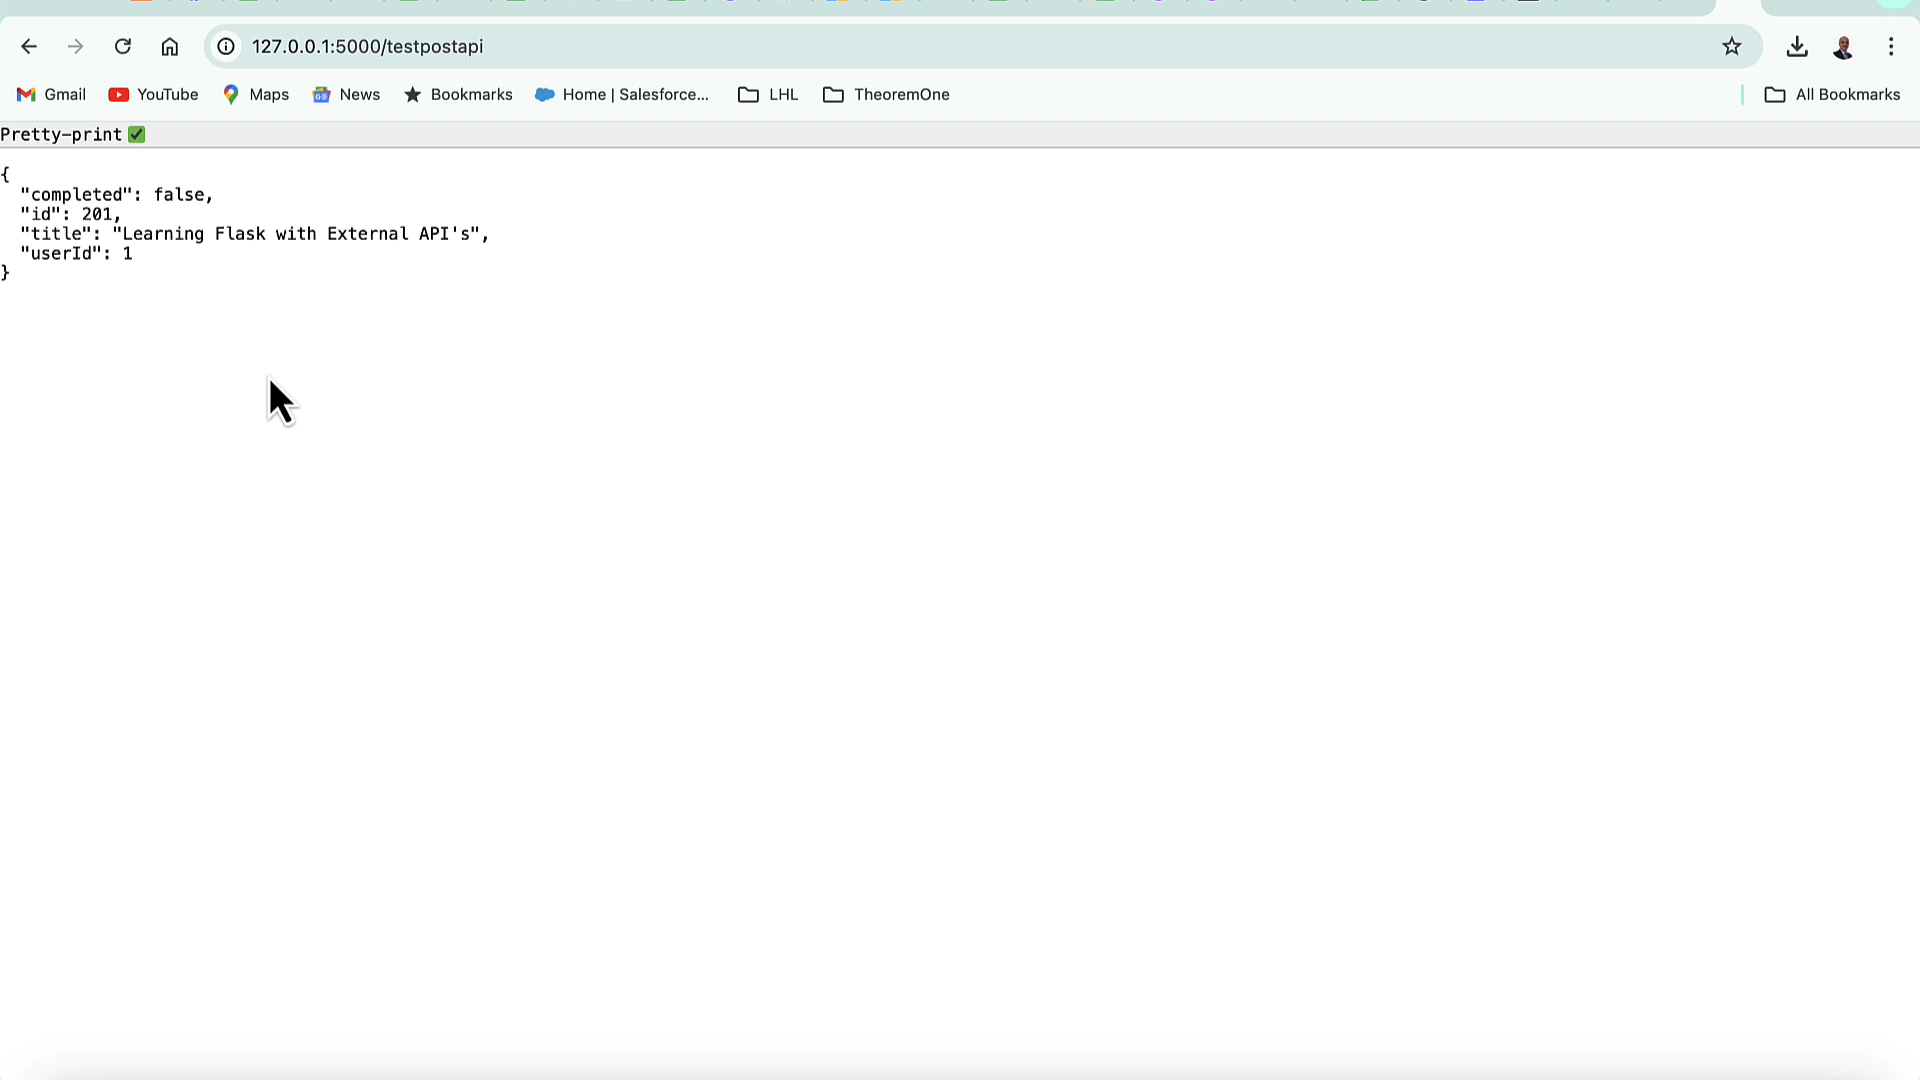 127.0.0.1:5000/testpostapi
Gmail YouTube Maps News Bookmarks Home | Salesforce... LHL TheoremOne All Bookmarks
Pretty-print
{
"completed": false,
"id": 201,
"title": "Learning Flask with External API's",
"userId": 1
}